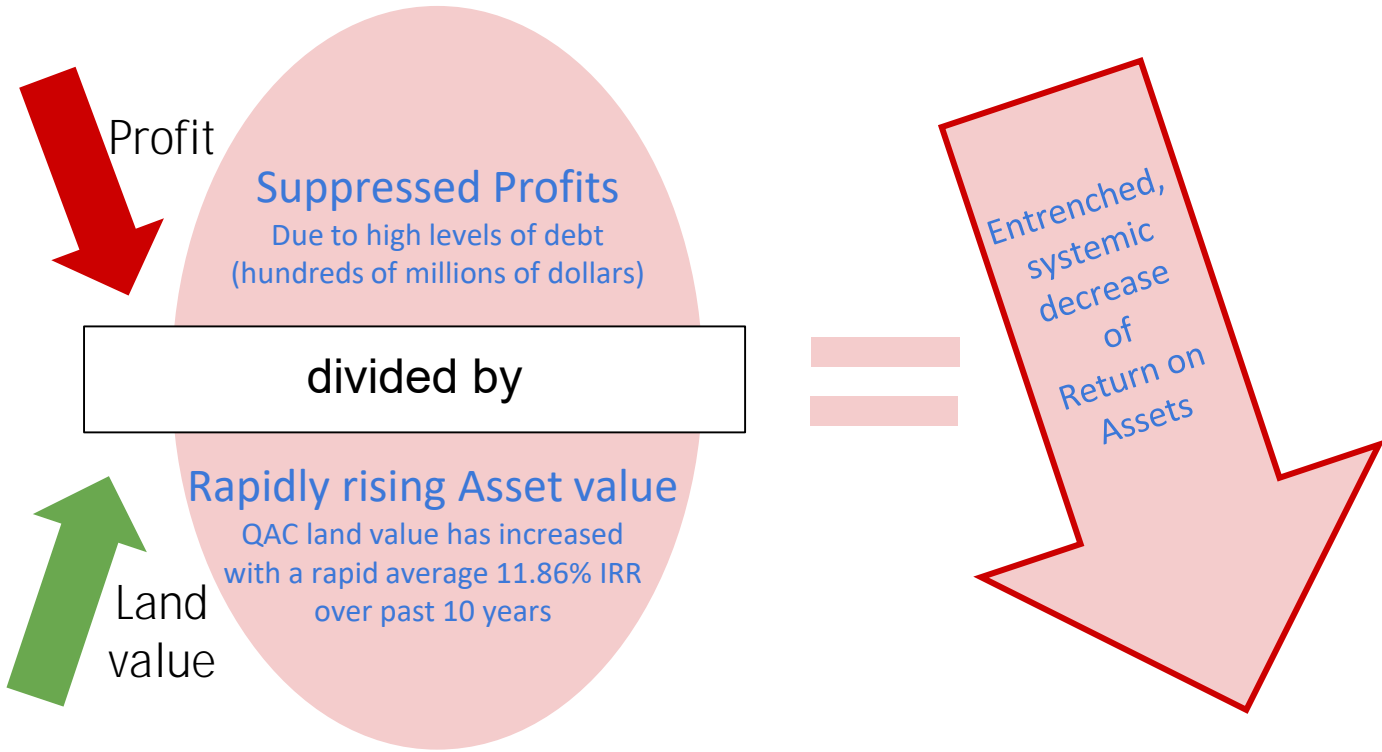 Profit
Suppressed Profits
Due to high levels of debt
(hundreds of millions of dollars)
divided by
Rapidly rising Asset value
QAC land value has increased
with a rapid average 11.86% IRR
over past 10 years
Land
value
Entrenched,
systemic
decrease
of
Return on
Assets